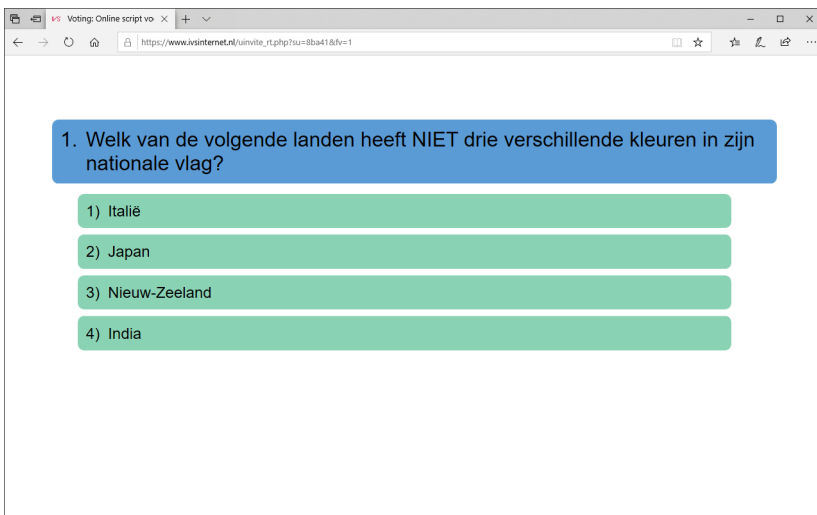 VS Voting: Online script vo
https://www.ivsinternet.nl/uinvite_rt.php?su=8ba41&fv=1
1. Welk van de volgende landen heeft NIET drie verschillende kleuren in zijn
nationale vlag?
1) Italië
2) Japan
3) Nieuw-Zeeland
4) India